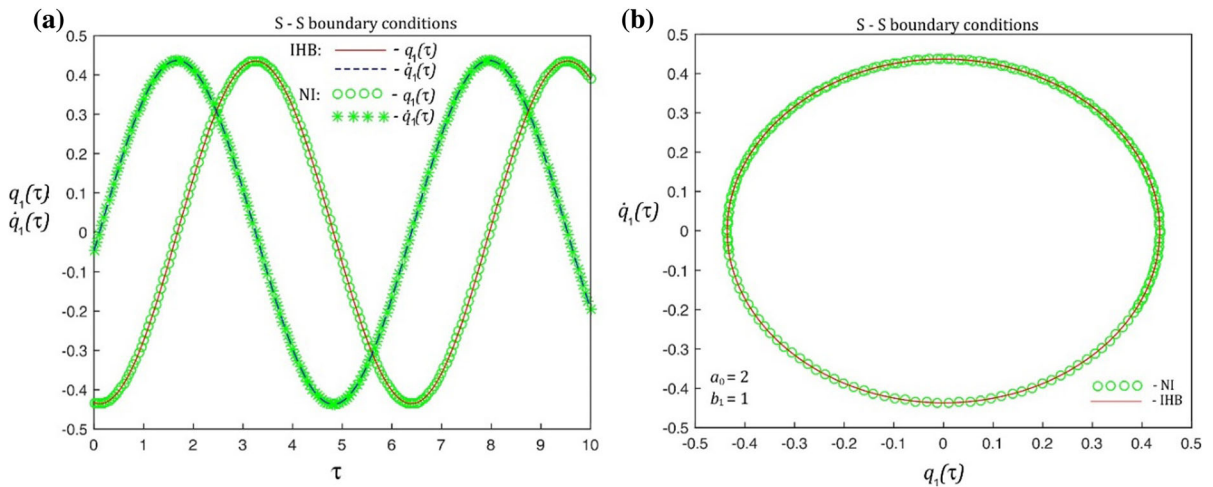 (a)
S - S boundary conditions
0.5
IHB: - q₁(τ)
0.4
- q̇₁(τ)
NI: - q₁(τ)
0.3
- q̇₁(τ)
0.2
0.1
q₁(τ)
q̇₁(τ)
0
-0.1
-0.2
-0.3
-0.4
-0.5
0 1 2 3 4 5 6 7 8 9 10
τ
(b)
S - S boundary conditions
0.5
0.4
0.3
0.2
0.1
q̇₁(τ)
0
-0.1
-0.2
0.3
a₀ = 2
- NI
-0.4
b₁ = 1
- IHB
-0.5
-0.5 -0.4 -0.3 -0.2 -0.1 0 0.1 0.2 0.3 0.4 0.5
q₁(τ)